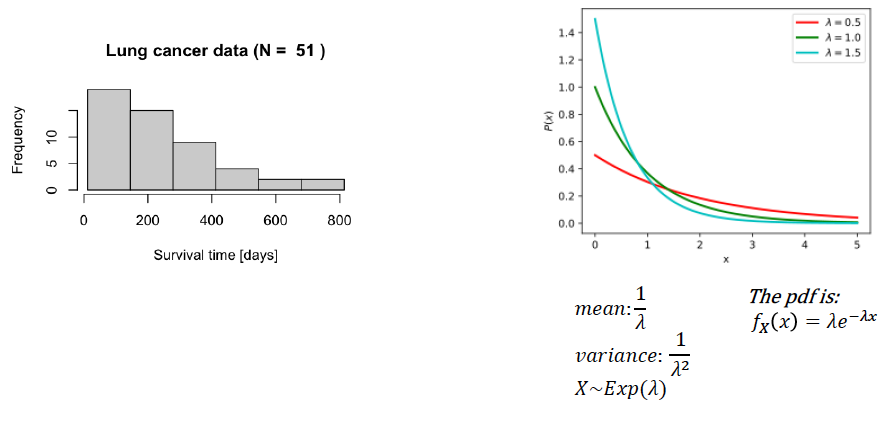 Lung cancer data (N =  51 )
Frequency
10
5
0
0 200 400 600 800
Survival time [days]
λ = 0.5
λ = 1.0
λ = 1.5
P(x)
1.4
1.2
1.0
0.8
0.6
0.4
0.2
0.0
0 1 2 3 4 5
x
mean: 1/λ
variance: 1/λ²
X~Exp(λ)
The pdf is:
f_X(x) = λe^{-λx}